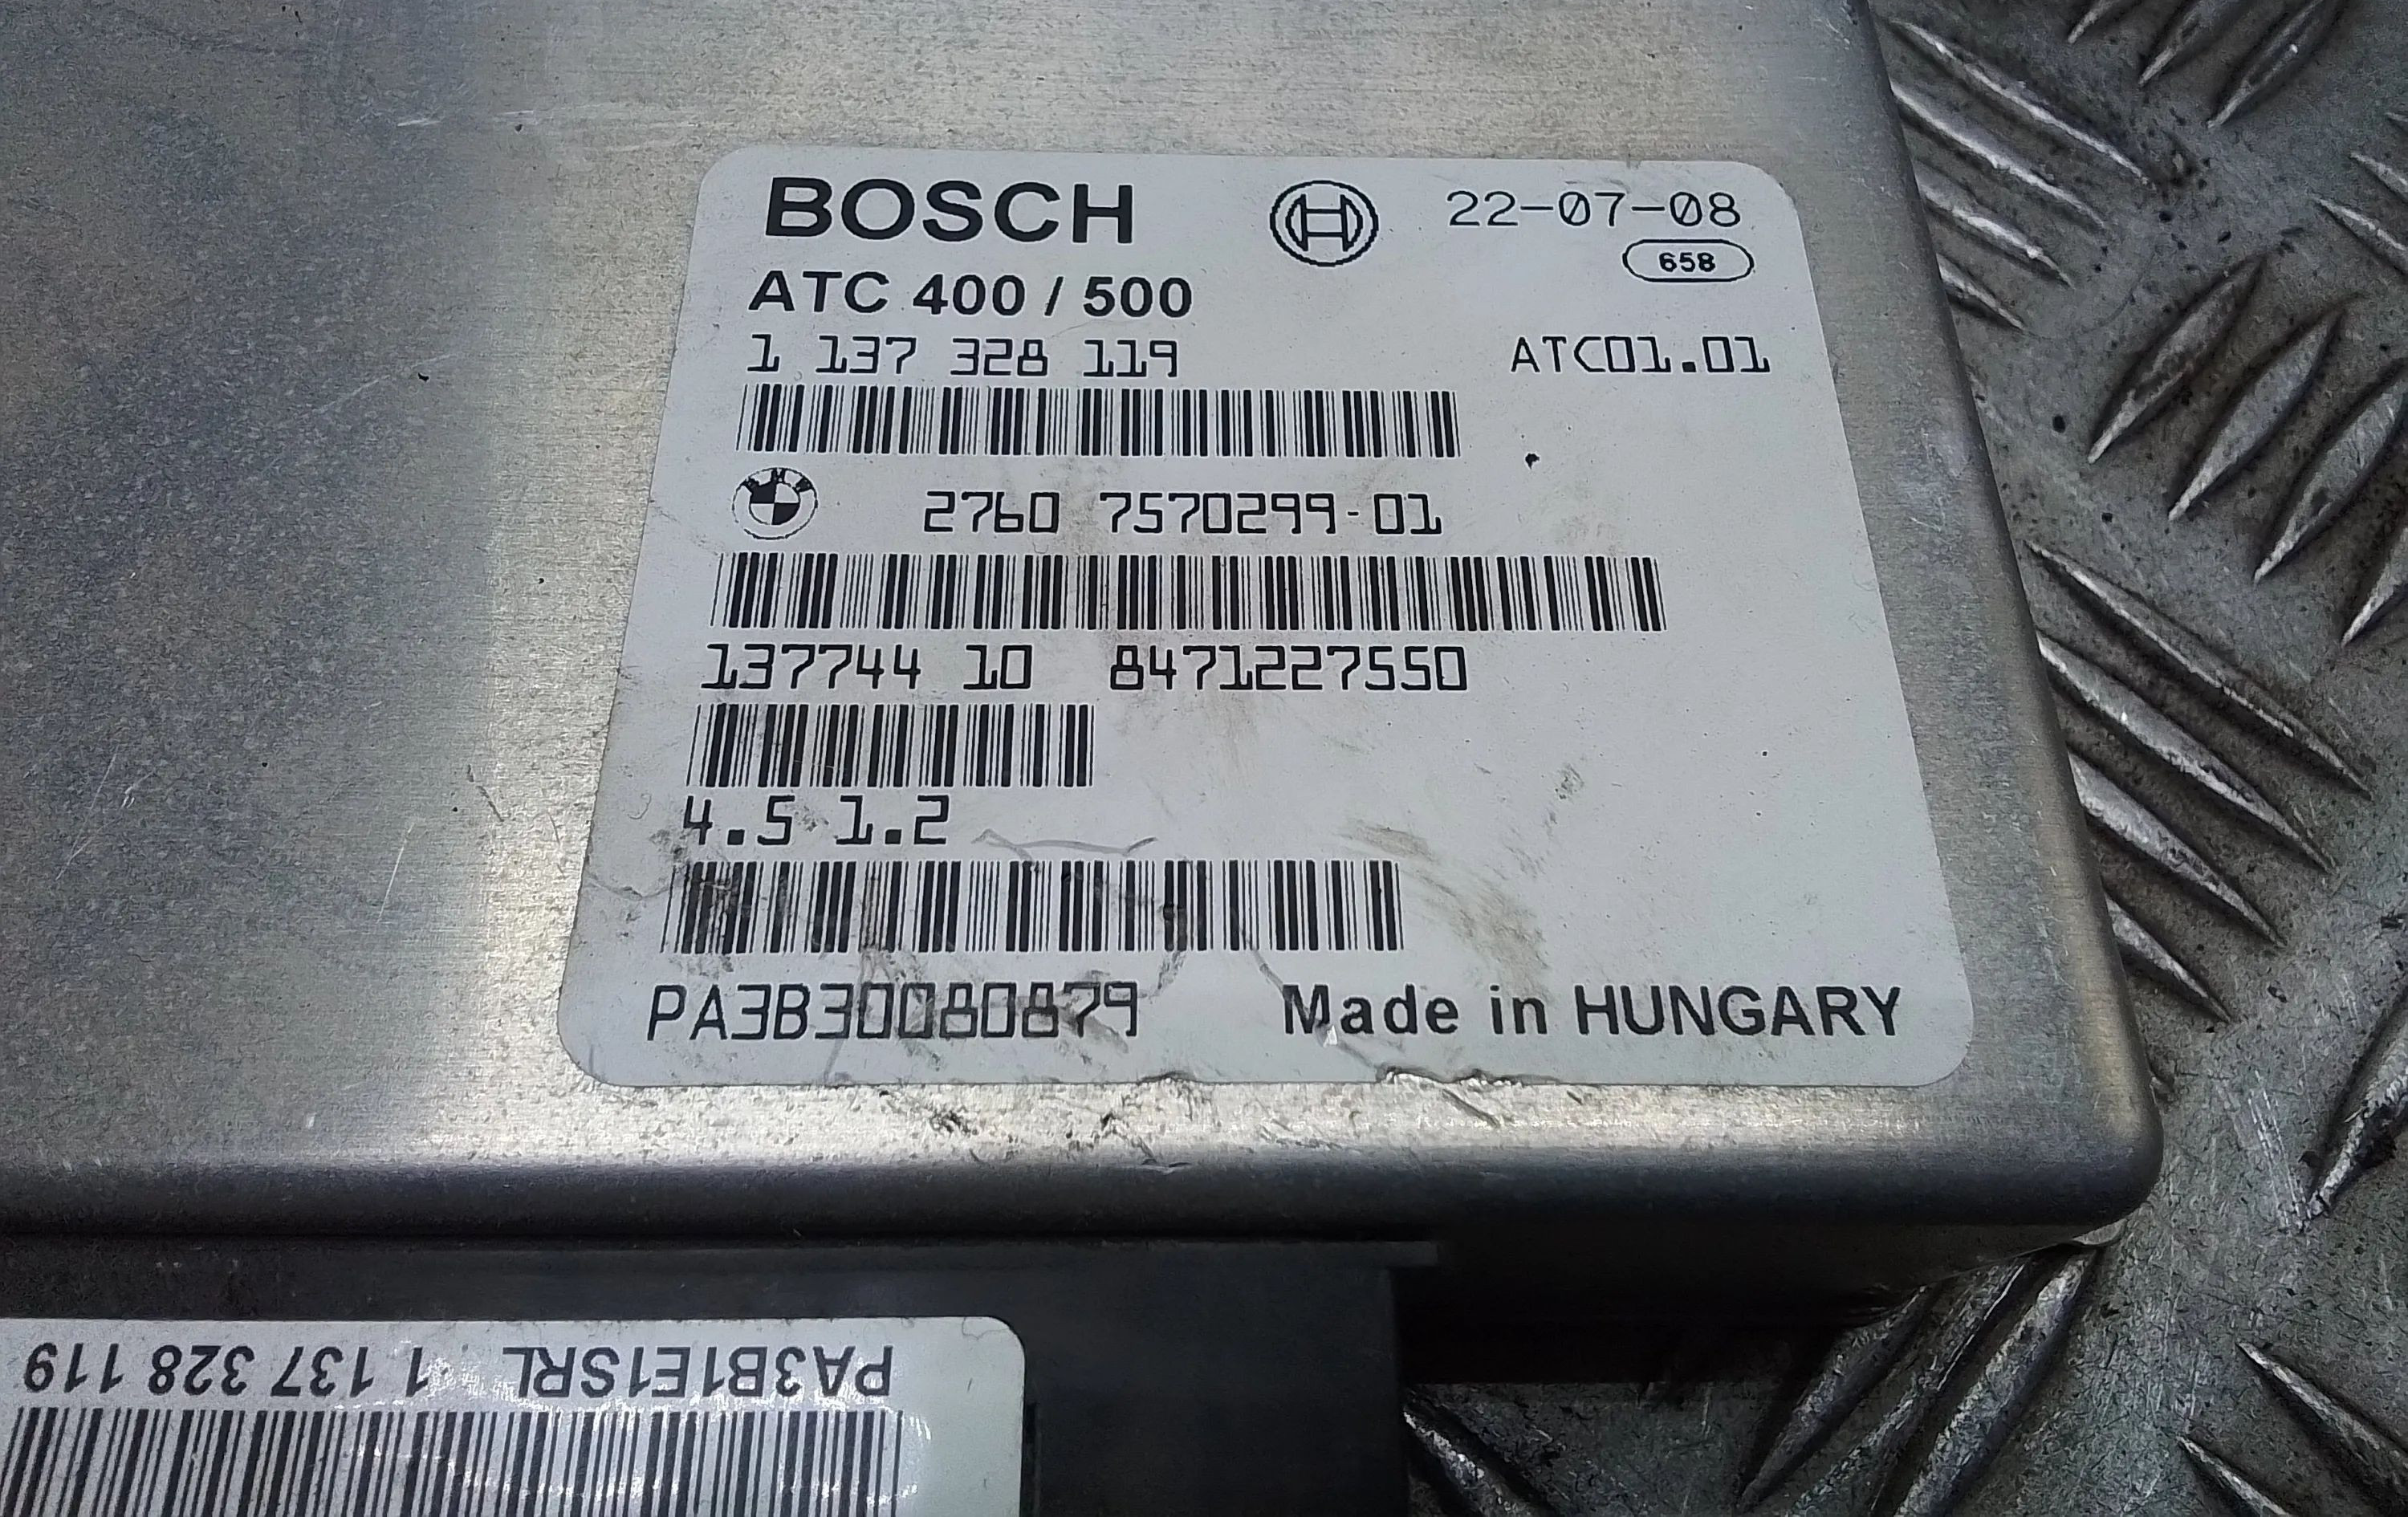 BOSCH 22-07-08
658
ATC 400 / 500
1 137 328 119 ATC01.01
BMW 2760 7570299-01
137744 10 8471227550
4.5 1.2
PA3B30080879 Made in HUNGARY
PA3B1E1SRL 1 137 328 119